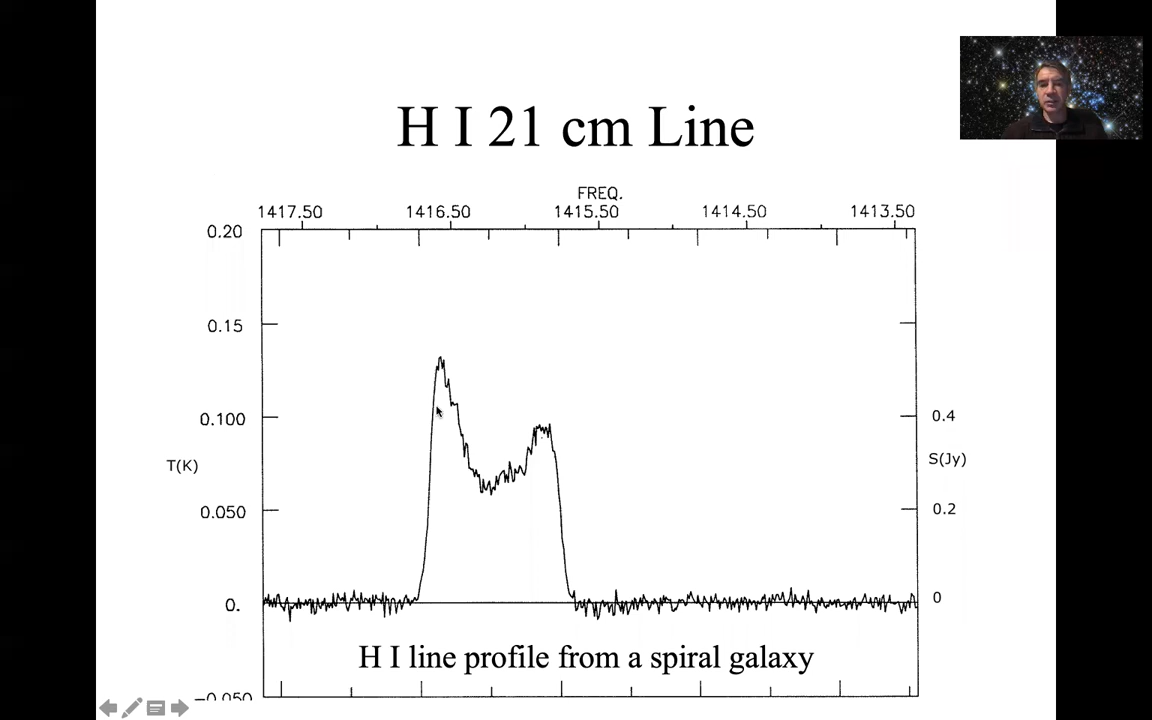 H I 21 cm Line
FREQ.
1417.50 1416.50 1415.50 1414.50 1413.50
0.20
0.15
0.100
0.4
T(K)
S(Jy)
0.050
0.2
0.
0
H I line profile from a spiral galaxy
-0.050